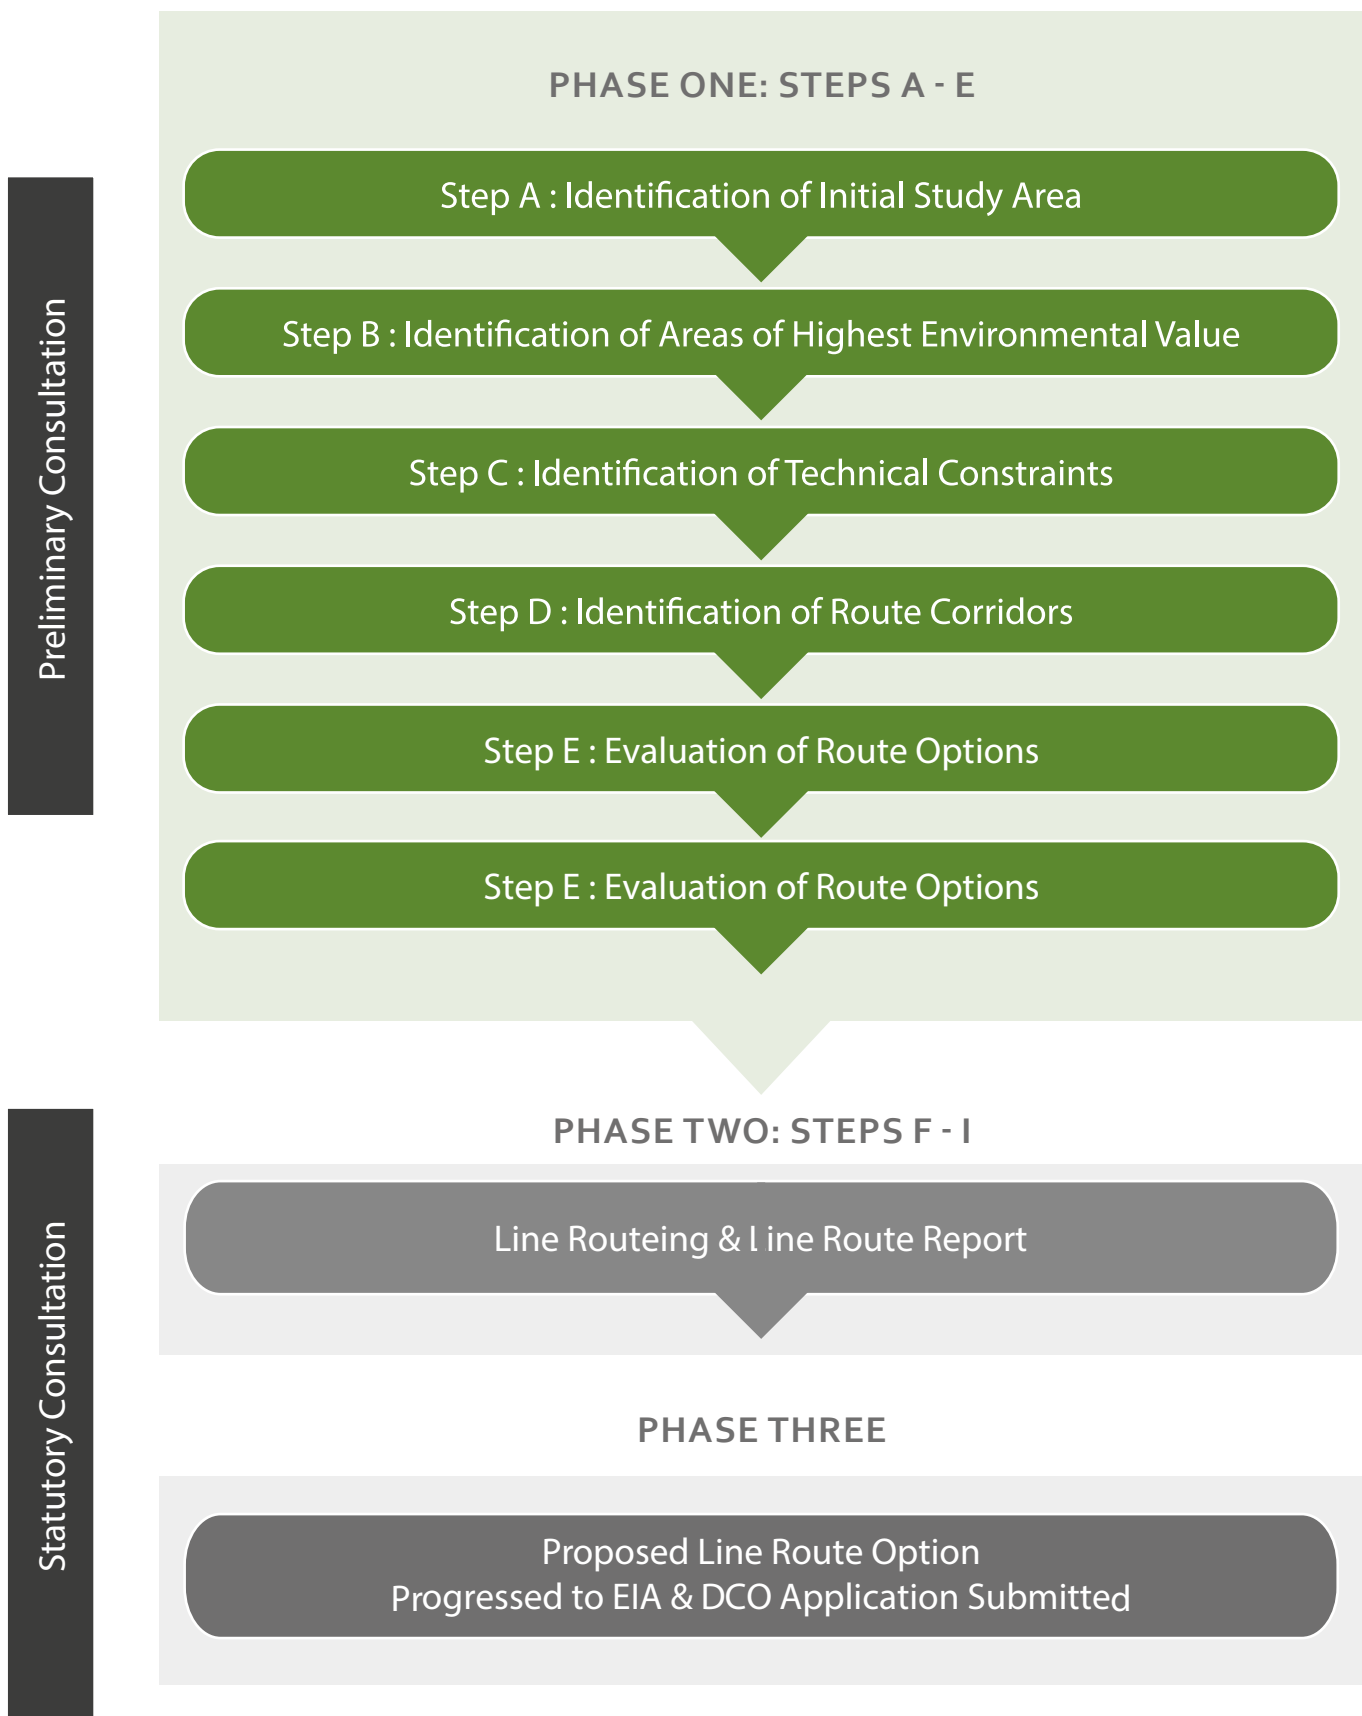 Preliminary Consultation
PHASE ONE: STEPS A - E
Step A : Identification of Initial Study Area
Step B : Identification of Areas of Highest Environmental Value
Step C : Identification of Technical Constraints
Step D : Identification of Route Corridors
Step E : Evaluation of Route Options
Step E : Evaluation of Route Options
Statutory Consultation
PHASE TWO: STEPS F - I
Line Routeing & Line Route Report
PHASE THREE
Proposed Line Route Option
Progressed to EIA & DCO Application Submitted